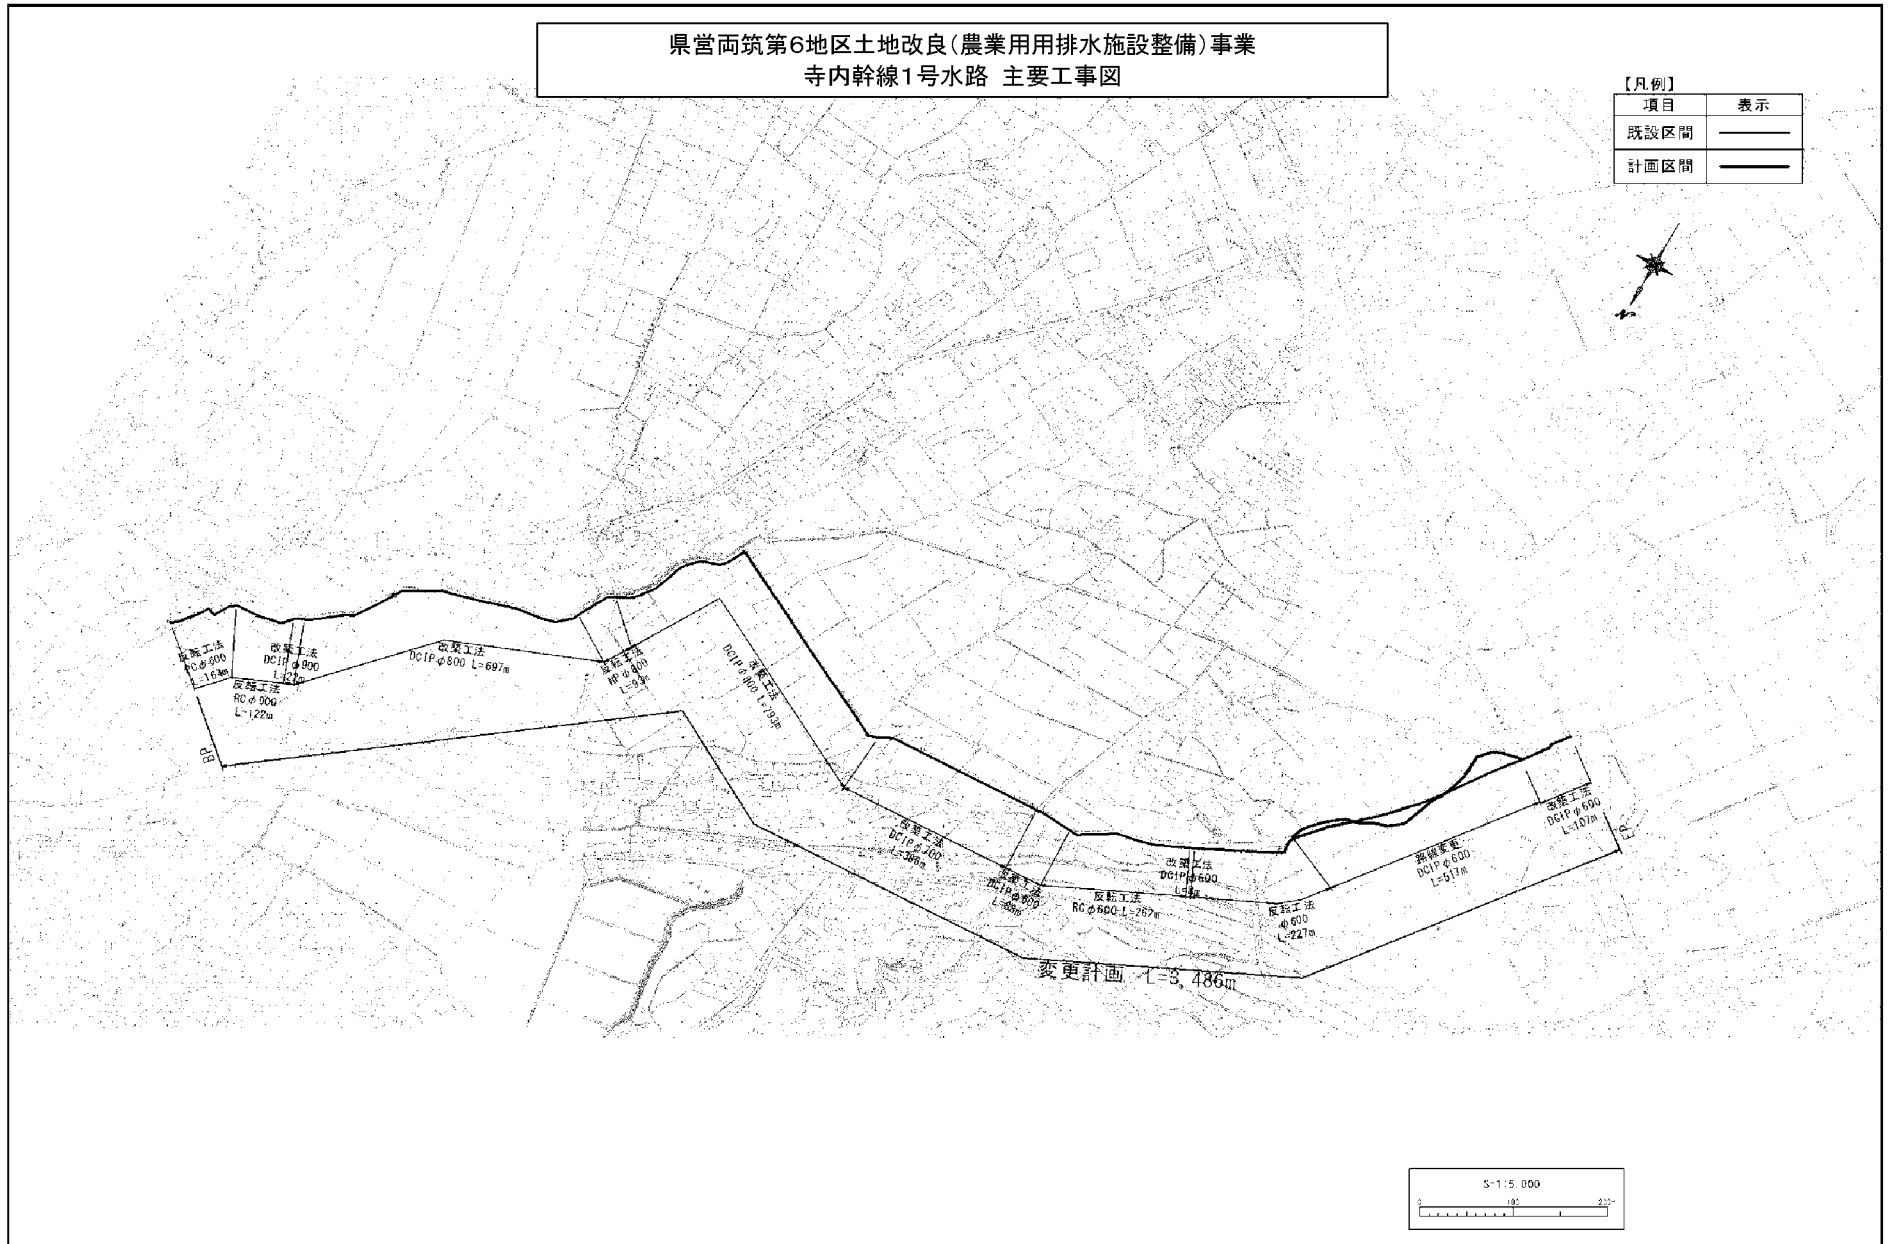 県営両筑第6地区土地改良(農業用用排水施設整備)事業
寺内幹線1号水路 主要工事図
【凡例】
項目 表示
既設区間
計画区間
N
反転工法
L=164m
反転工法
RC φ900
L=122m
改築工法
DCIP φ900
L=22m
改築工法
DCIP φ800 L=697m
反転工法
L=93m
改築工法
DCIP φ800 L=793m
改築工法
DCIP φ700
L=386m
改築工法
DCIP φ600
反転工法
RC φ600 L=267m
改築工法
DCIP φ600
反転工法
φ600
L=227m
路線変更
DCIP φ600
L=517m
改築工法
DCIP φ600
L=107m
BP
EP
変更計画 L=3,486m
S=1:5,000
0 100 200